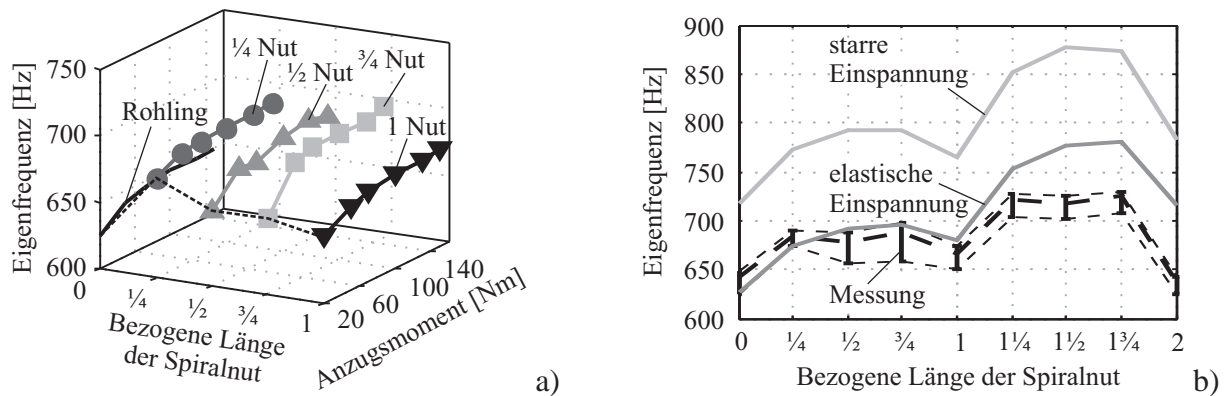 750
700
650
600
Eigenfrequenz [Hz]
Rohling
¼ Nut
½ Nut
¾ Nut
1 Nut
0
¼
½
¾
1
Bezogene Länge
der Spiralnut
20
60
100
140
Anzugsmoment [Nm]
a)
900
850
800
750
700
650
600
Eigenfrequenz [Hz]
starre
Einspannung
elastische
Einspannung
Messung
0 ¼ ½ ¾ 1 1¼ 1½ 1¾ 2
Bezogene Länge der Spiralnut
b)